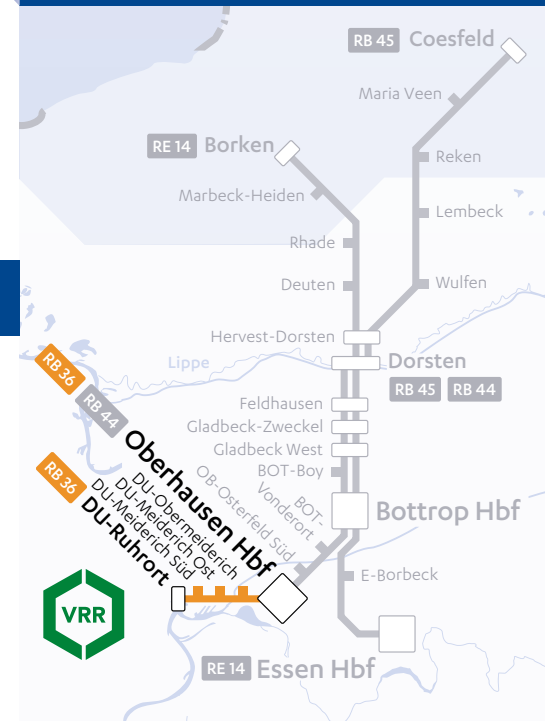 RB 45 Coesfeld
Maria Veen
RE 14 Borken
Reken
Marbeck-Heiden
Lembeck
Rhade
Deuten
Wulfen
Hervest-Dorsten
Lippe
Dorsten
RB 45 RB 44
RB 36
RB 44
Oberhausen Hbf
Feldhausen
Gladbeck-Zweckel
Gladbeck West
BOT-Boy
BOT-
Vonderort
OB-Osterfeld Süd
Bottrop Hbf
RB 36
DU-Obermeiderich
DU-Meiderich Ost
DU-Meiderich Süd
DU-Ruhrort
E-Borbeck
VRR
RE 14 Essen Hbf